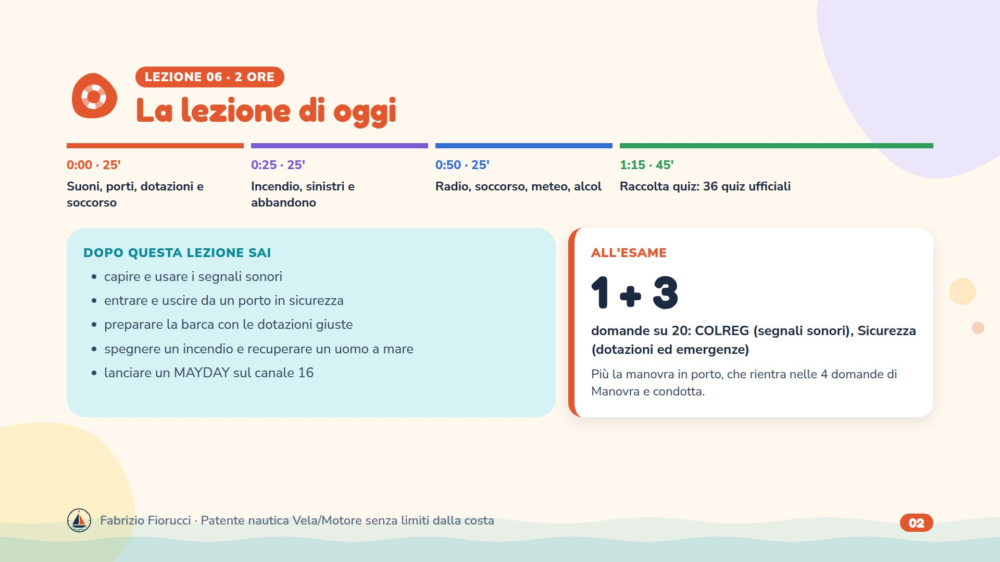 LEZIONE 06 · 2 ORE
La lezione di oggi
0:00 · 25'
Suoni, porti, dotazioni e
soccorso
0:25 · 25'
Incendio, sinistri e
abbandono
0:50 · 25'
Radio, soccorso, meteo, alcol
1:15 · 45'
Raccolta quiz: 36 quiz ufficiali
DOPO QUESTA LEZIONE SAI
• capire e usare i segnali sonori
• entrare e uscire da un porto in sicurezza
• preparare la barca con le dotazioni giuste
• spegnere un incendio e recuperare un uomo a mare
• lanciare un MAYDAY sul canale 16
ALL'ESAME
1 + 3
domande su 20: COLREG (segnali sonori), Sicurezza
(dotazioni ed emergenze)
Più la manovra in porto, che rientra nelle 4 domande di
Manovra e condotta.
Fabrizio Fiorucci · Patente nautica Vela/Motore senza limiti dalla costa
02